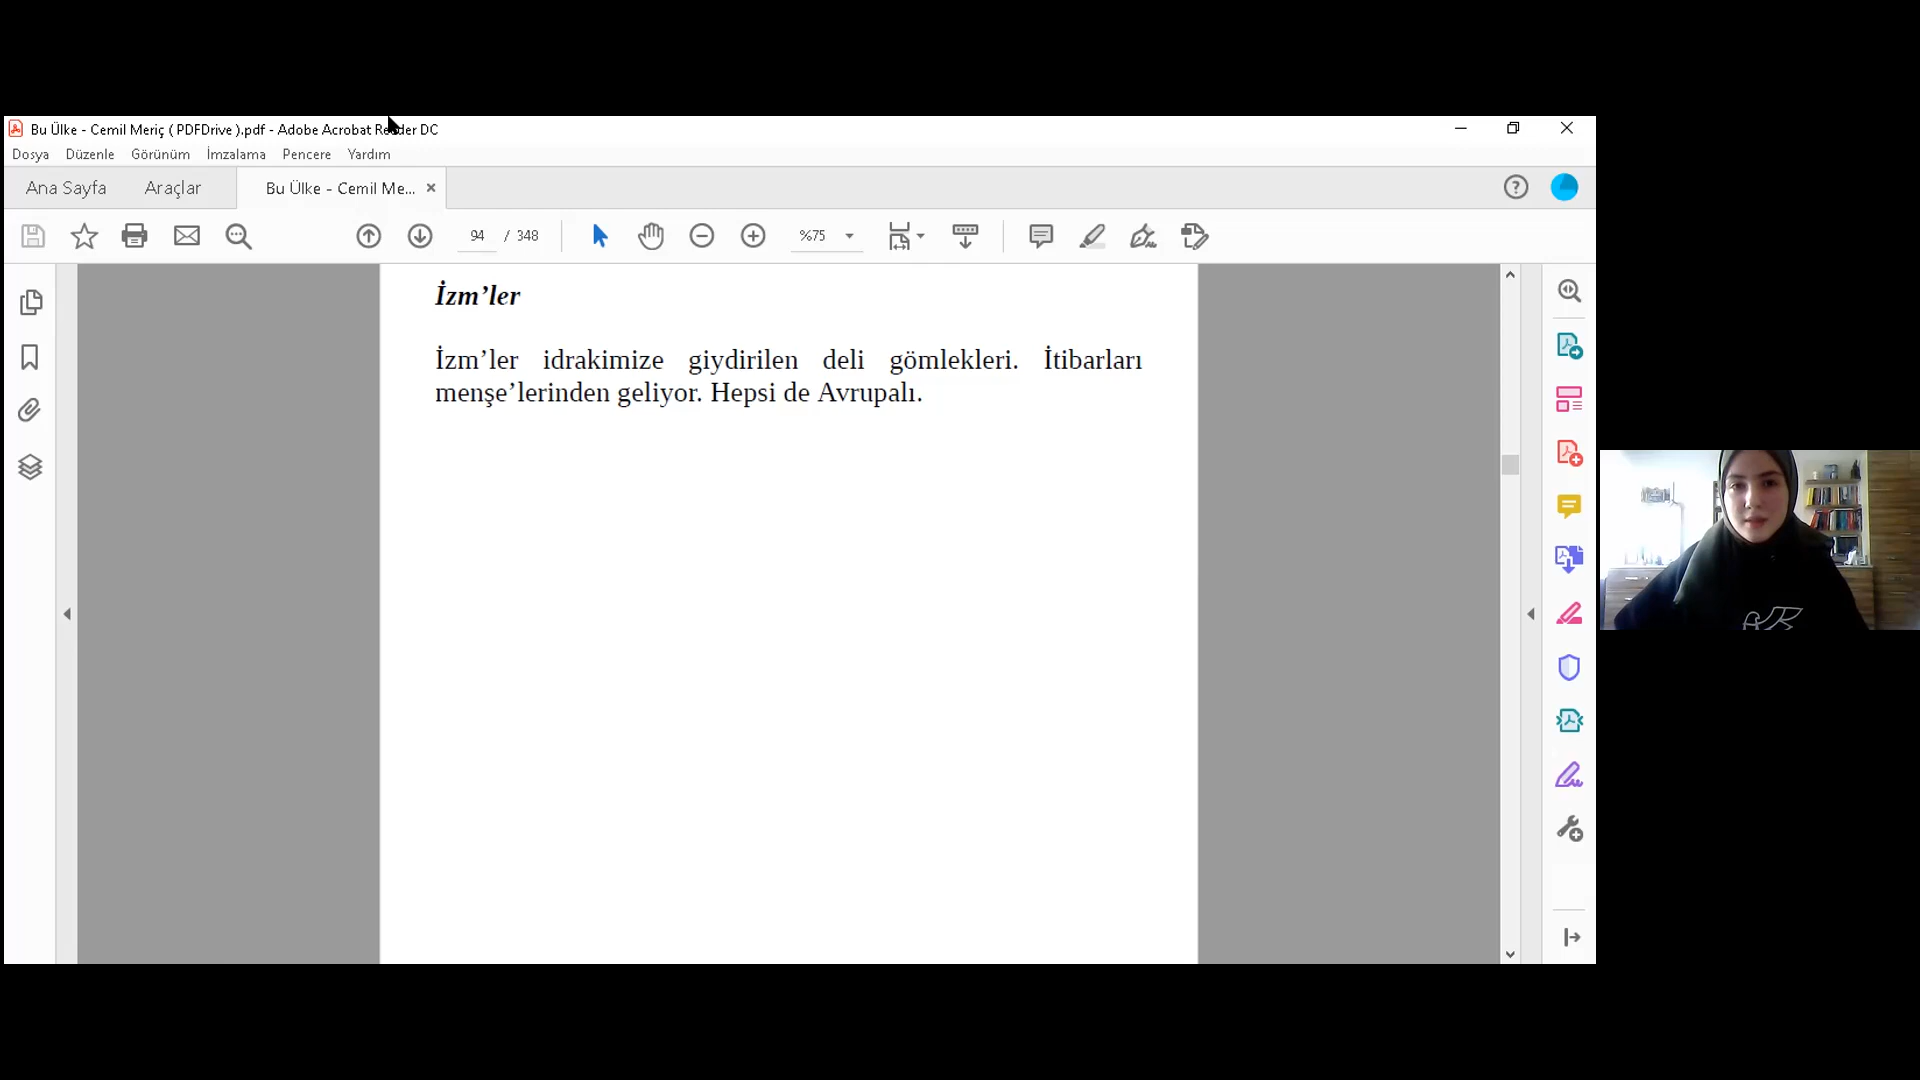 Bu Ülke - Cemil Meriç ( PDFDrive ).pdf - Adobe Acrobat Reader DC
Dosya Düzenle Görünüm İmzalama Pencere Yardım
Ana Sayfa Araçlar Bu Ülke - Cemil Me...
94 / 348 %75
İzm’ler
İzm’ler idrakimize giydirilen deli gömlekleri. İtibarları
menşe’lerinden geliyor. Hepsi de Avrupalı.